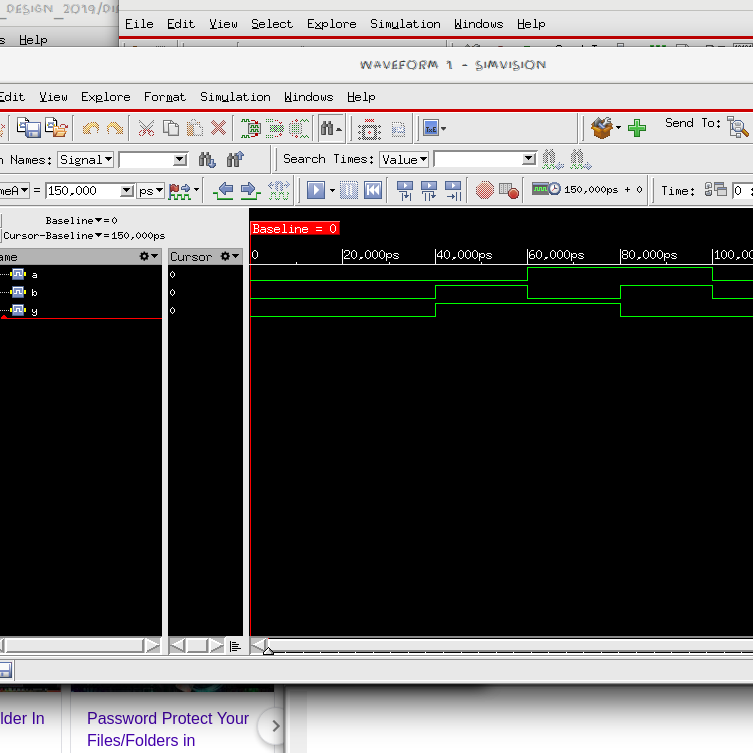 DESIGN_2019/DI
s Help
File Edit View Select Explore Simulation Windows Help
WAVEFORM 1 - SIMVISION
Edit View Explore Format Simulation Windows Help
Send To:
h Names: Signal Search Times: Value
meA = 150,000 ps 150,000ps + 0 Time: 0 :
Baseline = 0
Cursor-Baseline = 150,000ps
Baseline = 0
ame Cursor 0 20,000ps 40,000ps 60,000ps 80,000ps 100,00
a 0
b 0
y 0
lder In Password Protect Your
Files/Folders in